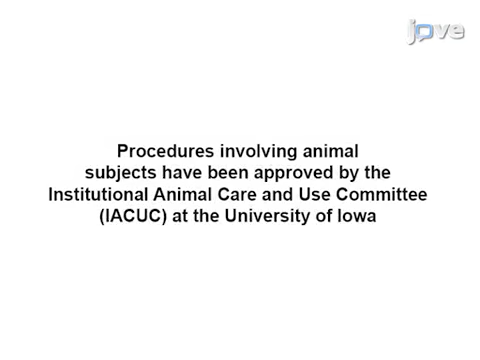 jove
Procedures involving animal
subjects have been approved by the
Institutional Animal Care and Use Committee
(IACUC) at the University of Iowa